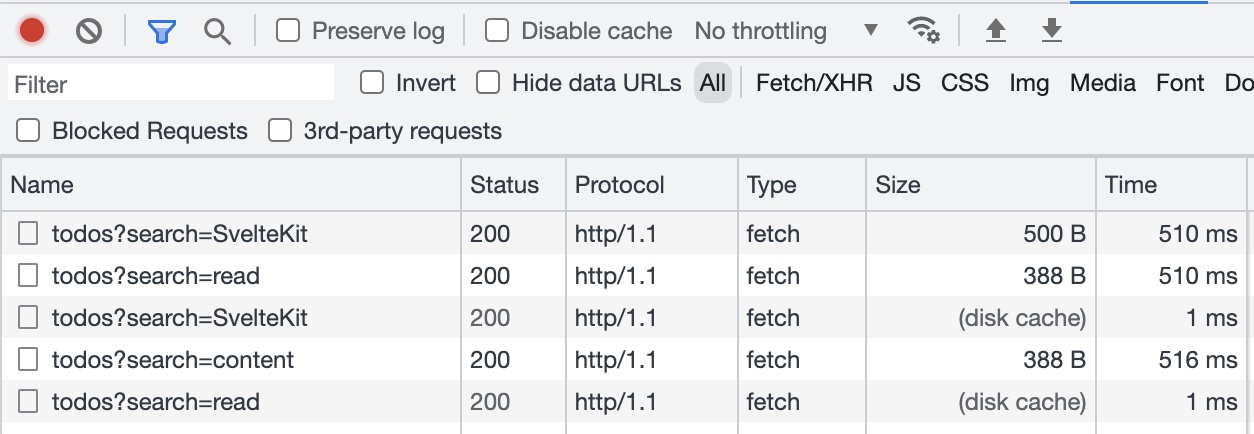 Preserve log Disable cache No throttling
Filter Invert Hide data URLs All Fetch/XHR JS CSS Img Media Font Do
Blocked Requests 3rd-party requests
Name Status Protocol Type Size Time
todos?search=SvelteKit 200 http/1.1 fetch 500 B 510 ms
todos?search=read 200 http/1.1 fetch 388 B 510 ms
todos?search=SvelteKit 200 http/1.1 fetch (disk cache) 1 ms
todos?search=content 200 http/1.1 fetch 388 B 516 ms
todos?search=read 200 http/1.1 fetch (disk cache) 1 ms